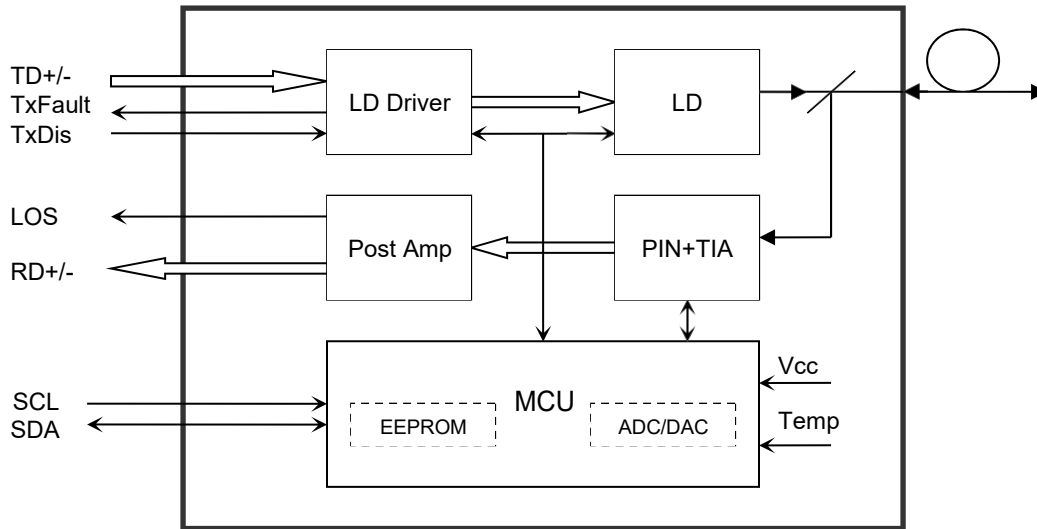 TD+/-
TxFault
TxDis
LD Driver
LD
LOS
RD+/-
Post Amp
PIN+TIA
SCL
SDA
MCU
EEPROM
ADC/DAC
Vcc
Temp